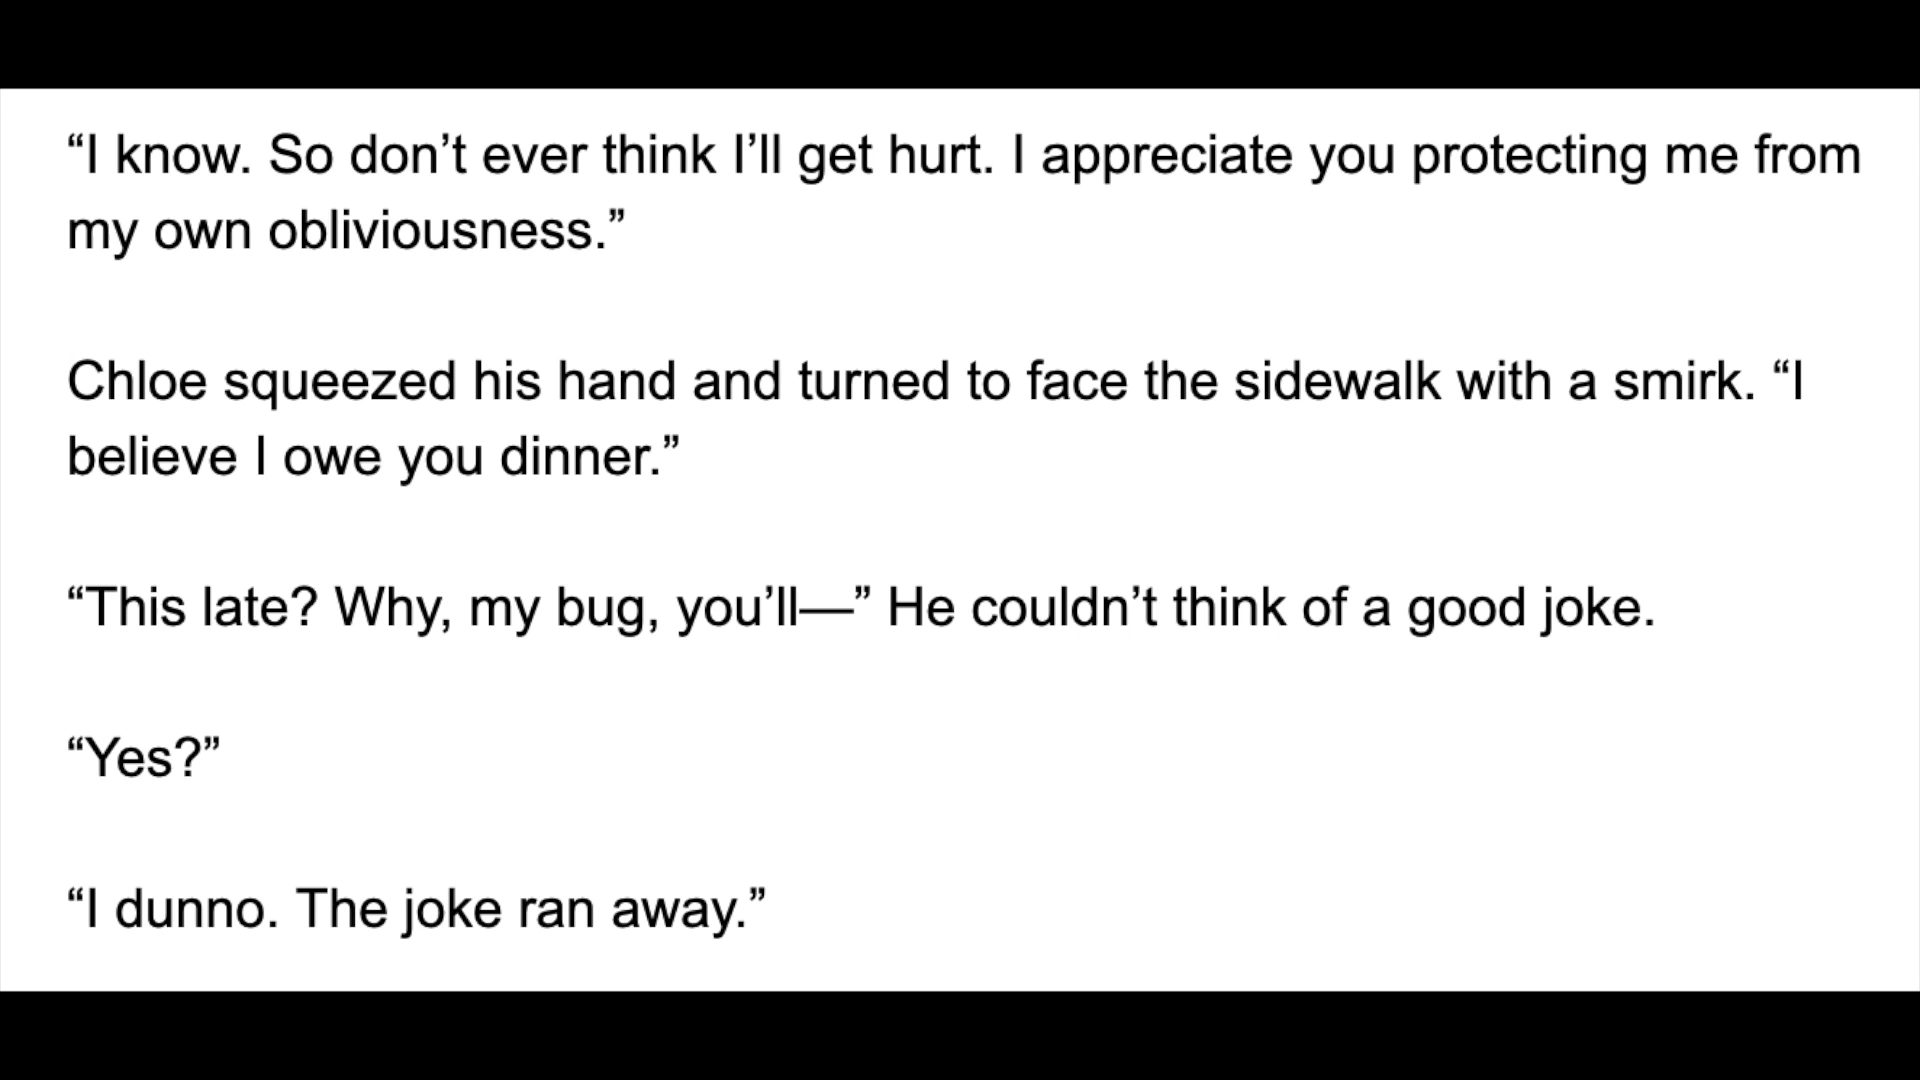 “I know. So don’t ever think I’ll get hurt. I appreciate you protecting me from
my own obliviousness.”
Chloe squeezed his hand and turned to face the sidewalk with a smirk. “I
believe I owe you dinner.”
“This late? Why, my bug, you’ll—” He couldn’t think of a good joke.
“Yes?”
“I dunno. The joke ran away.”